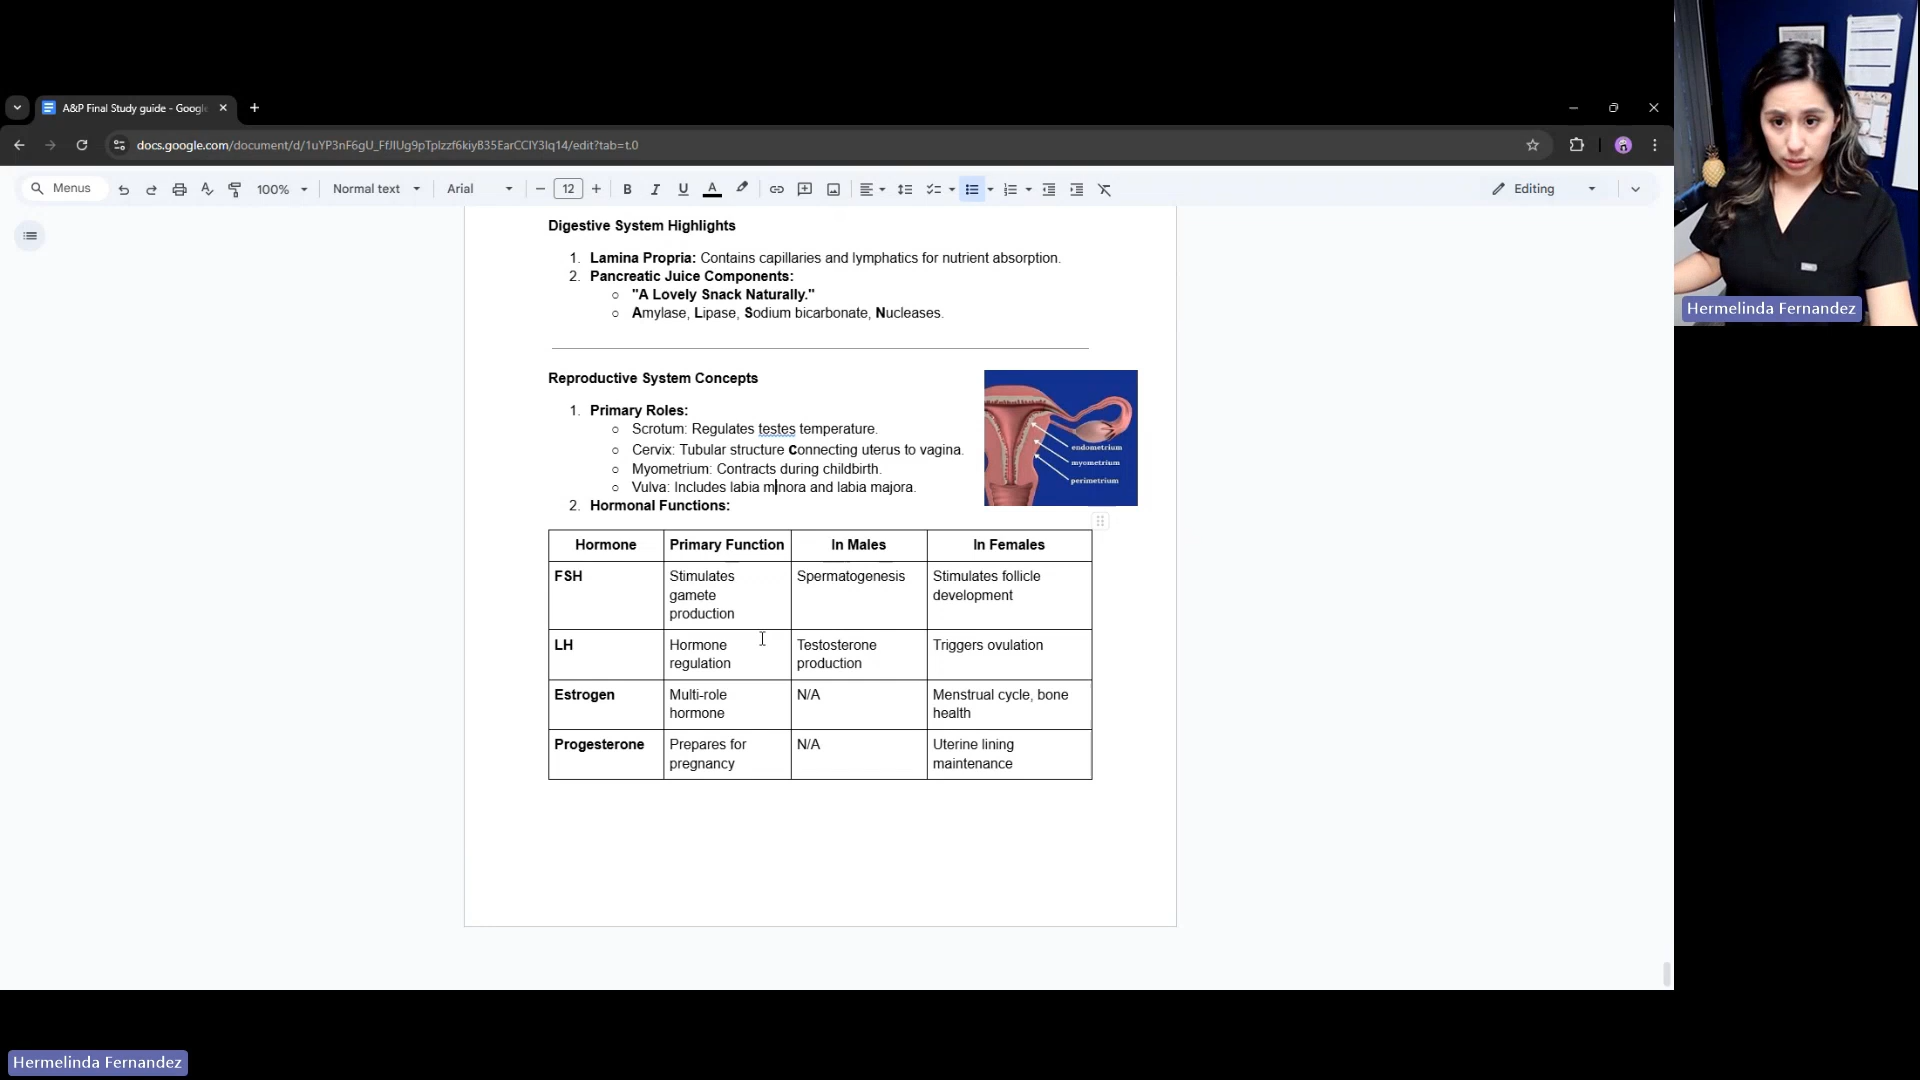 A&P Final Study guide - Googl
docs.google.com/document/d/1uYP3nF6gU_FfJlUg9pTplzzf6kiyB35EarCClY3lq14/edit?tab=t.0
Menus
100%
Normal text
Arial
12
B
I
U
A
Editing
Digestive System Highlights
1. Lamina Propria: Contains capillaries and lymphatics for nutrient absorption.
2. Pancreatic Juice Components:
○ "A Lovely Snack Naturally."
○ Amylase, Lipase, Sodium bicarbonate, Nucleases.
Reproductive System Concepts
1. Primary Roles:
○ Scrotum: Regulates testes temperature.
○ Cervix: Tubular structure connecting uterus to vagina.
○ Myometrium: Contracts during childbirth.
○ Vulva: Includes labia minora and labia majora.
2. Hormonal Functions:
endometrium
myometrium
perimetrium
Hormone Primary Function In Males In Females
FSH Stimulates Spermatogenesis Stimulates follicle
gamete development
production
LH Hormone Testosterone Triggers ovulation
regulation production
Estrogen Multi-role N/A Menstrual cycle, bone
hormone health
Progesterone Prepares for N/A Uterine lining
pregnancy maintenance
Hermelinda Fernandez
Hermelinda Fernandez